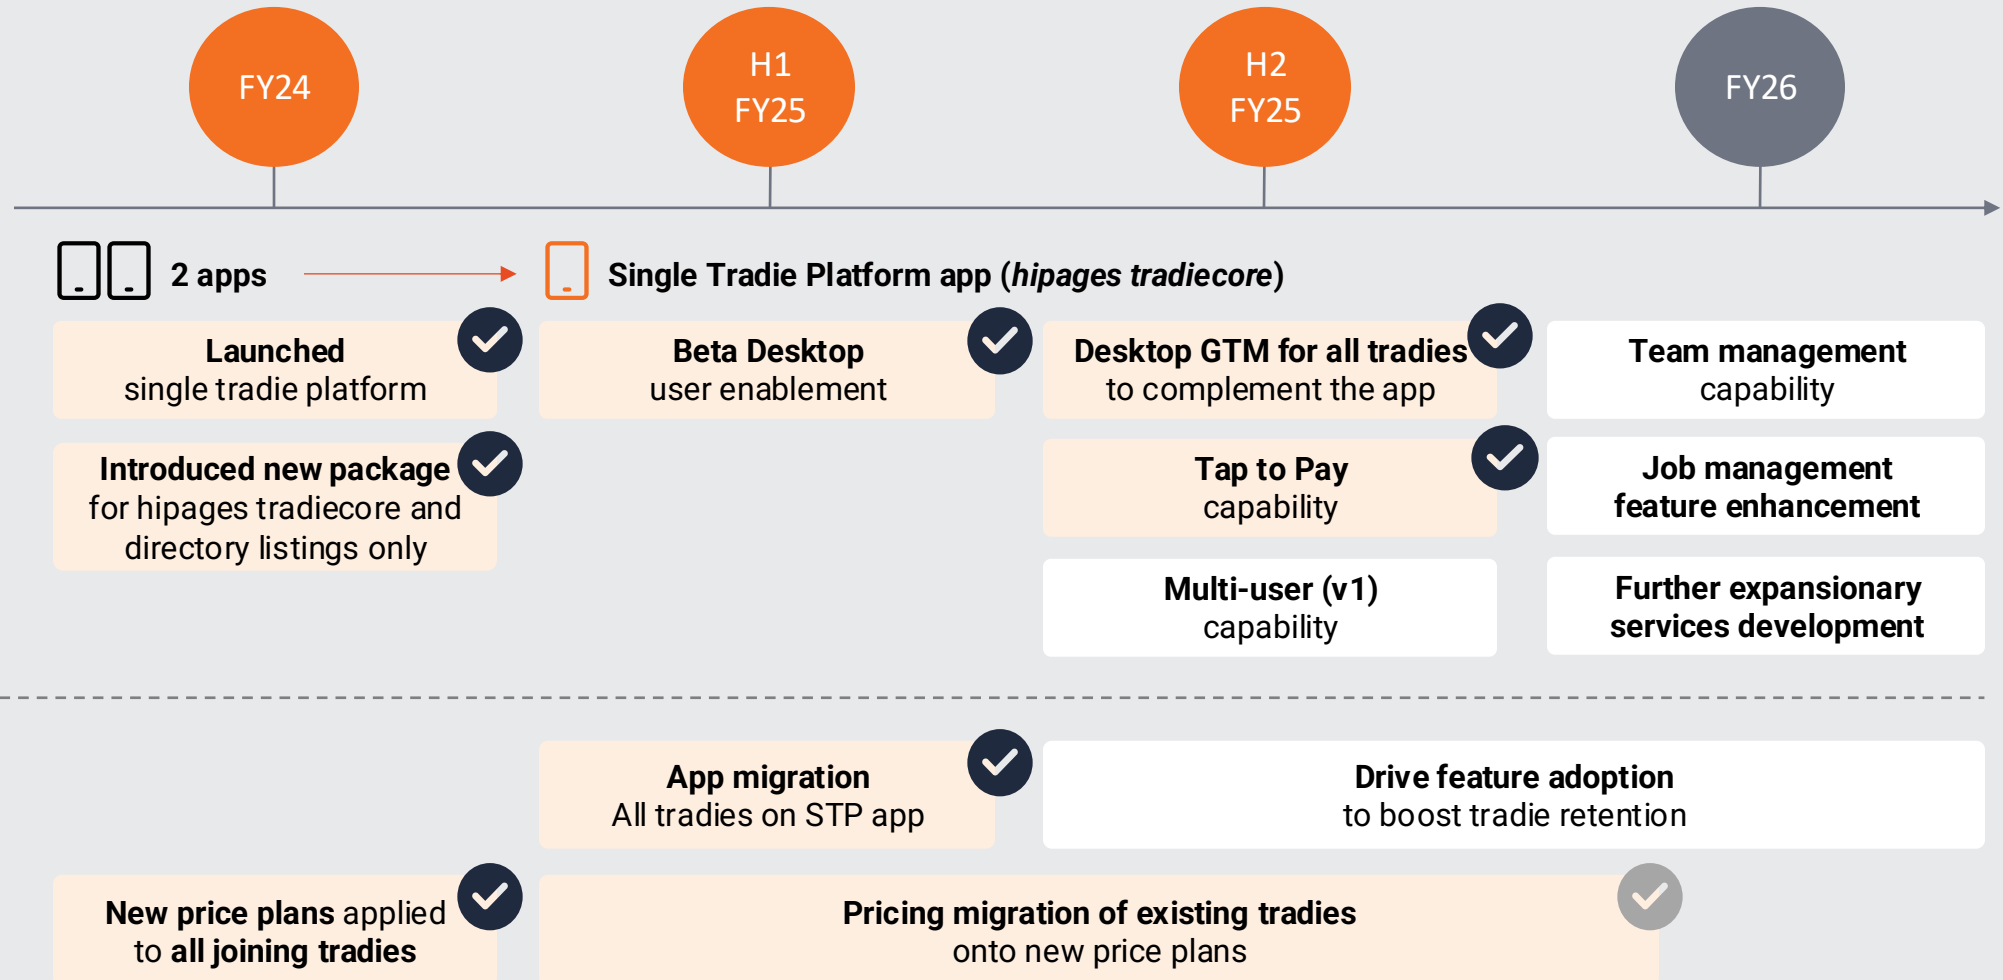 FY24
H1
FY25
H2
FY25
FY26
2 apps
Single Tradie Platform app (hipages tradiecore)
Launched
single tradie platform
Beta Desktop
user enablement
Desktop GTM for all tradies
to complement the app
Team management
capability
Introduced new package
for hipages tradiecore and
directory listings only
Tap to Pay
capability
Job management
feature enhancement
Multi-user (v1)
capability
Further expansionary
services development
App migration
All tradies on STP app
Drive feature adoption
to boost tradie retention
New price plans applied
to all joining tradies
Pricing migration of existing tradies
onto new price plans